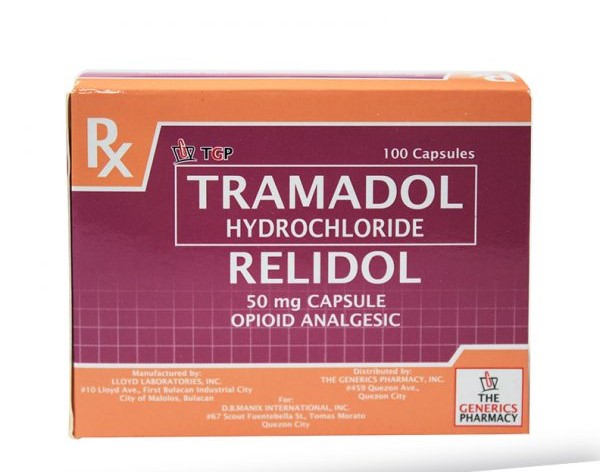 Rx
Rx
TGP
100 Capsules
TRAMADOL
HYDROCHLORIDE
RELIDOL
50 mg CAPSULE
OPIOID ANALGESIC
Manufactured by:
LLOYD LABORATORIES, INC.
#10 Lloyd Ave., First Bulacan Industrial City
City of Malolos, Bulacan
For:
D.B.MANIX INTERNATIONAL, INC.
#67 Scout Fuentebella St., Tomas Morato
Quezon City
Distributed by:
THE GENERICS PHARMACY, INC.
#459 Quezon Ave.,
Quezon City
THE
GENERICS
PHARMACY